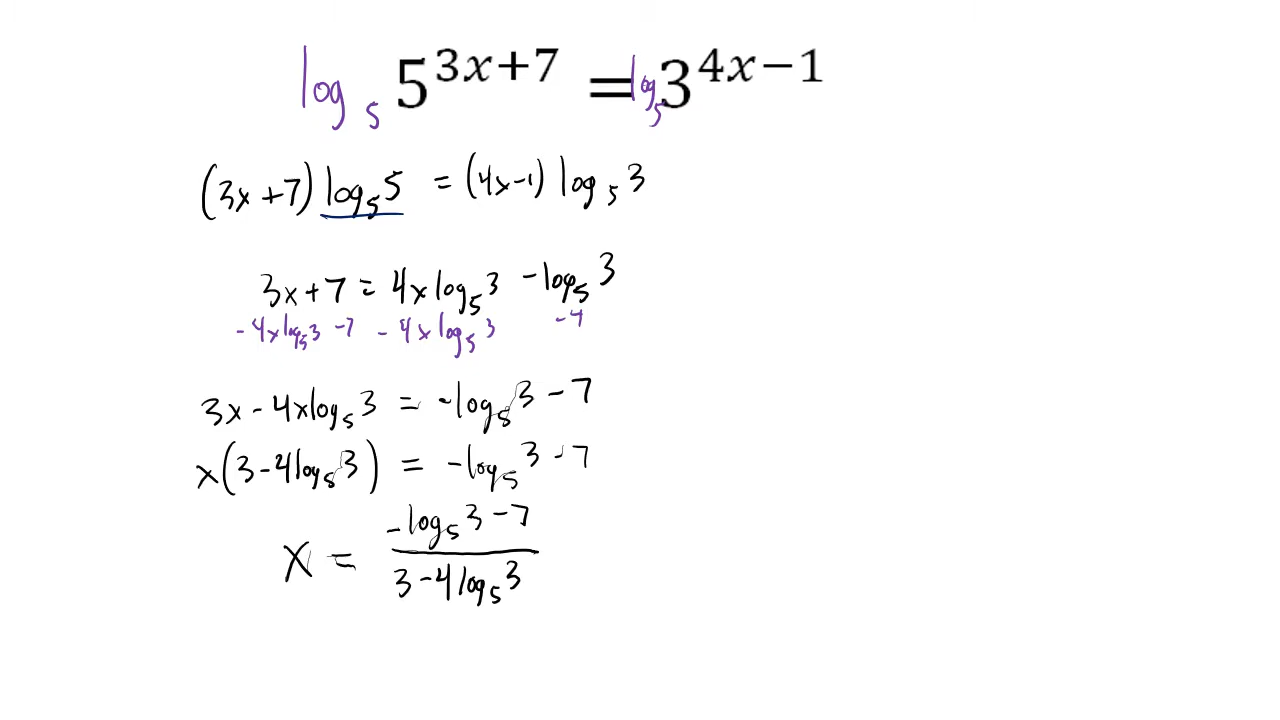 log₅ 5^(3x+7) = log₅ 3^(4x−1)
(3x+7) log₅ 5 = (4x-1) log₅ 3
3x+7 = 4x log₅ 3 - log₅ 3
- 4x log₅ 3 -7 - 4x log₅ 3 -7
3x - 4x log₅ 3 = -log₅ 3 - 7
x(3 - 4 log₅ 3) = -log₅ 3 - 7
x = (-log₅ 3 - 7)/(3 - 4 log₅ 3)